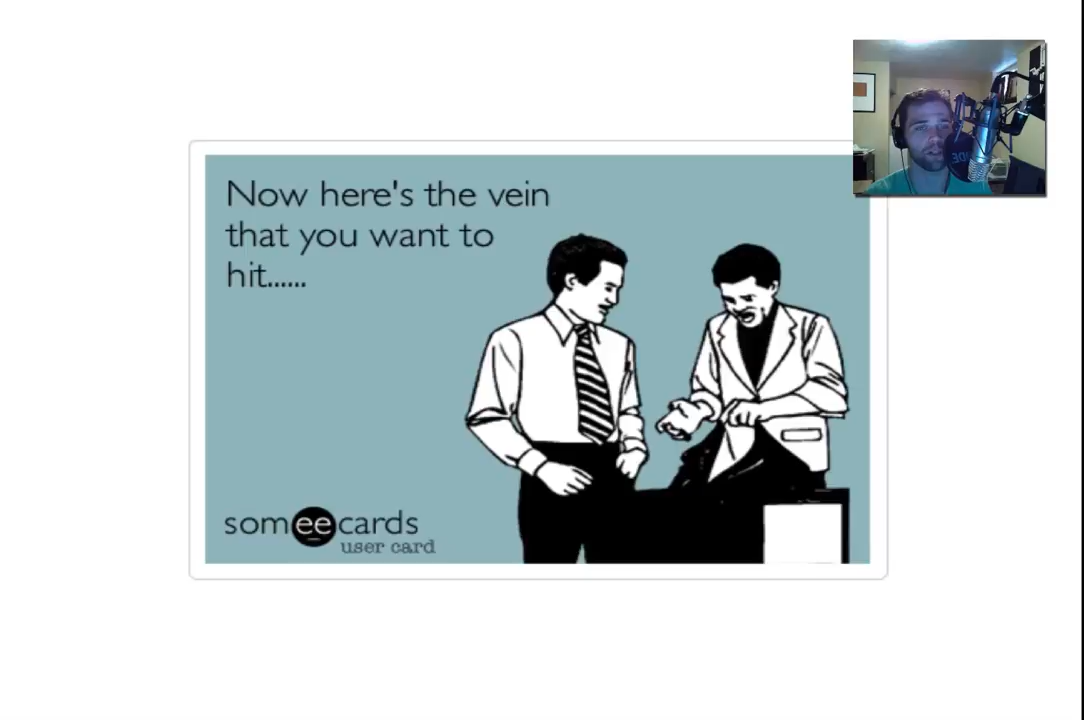 Now here's the vein
that you want to
hit......
someecards
user card